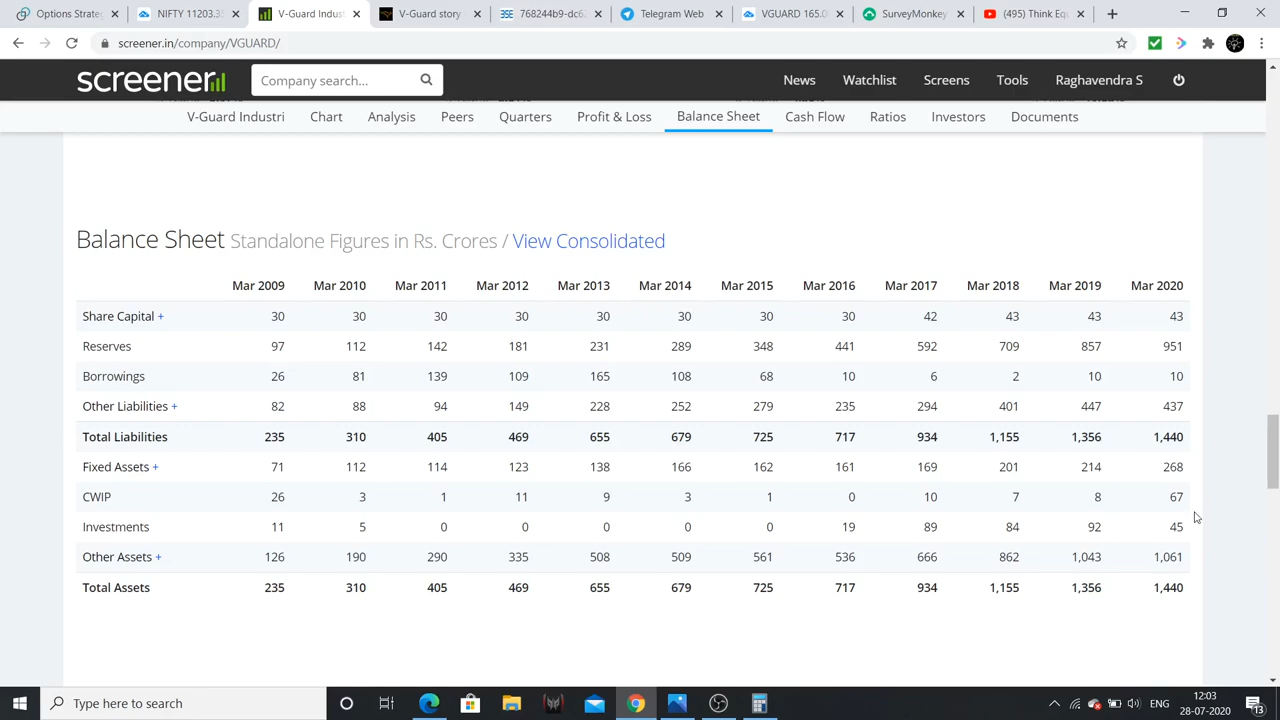 Options Strate
NIFTY 11203.3
V-Guard Indus
V-Guard story
768244b9-dc62
Telegram Web
VGUARD 16
SurveyMonkey
(495) Think Equ
screener.in/company/VGUARD/
screener
Company search...
News Watchlist Screens Tools Raghavendra S
V-Guard Industri Chart Analysis Peers Quarters Profit & Loss Balance Sheet Cash Flow Ratios Investors Documents
Balance Sheet Standalone Figures in Rs. Crores / View Consolidated
Mar 2009 Mar 2010 Mar 2011 Mar 2012 Mar 2013 Mar 2014 Mar 2015 Mar 2016 Mar 2017 Mar 2018 Mar 2019 Mar 2020
Share Capital + 30 30 30 30 30 30 30 30 42 43 43 43
Reserves 97 112 142 181 231 289 348 441 592 709 857 951
Borrowings 26 81 139 109 165 108 68 10 6 2 10 10
Other Liabilities + 82 88 94 149 228 252 279 235 294 401 447 437
Total Liabilities 235 310 405 469 655 679 725 717 934 1,155 1,356 1,440
Fixed Assets + 71 112 114 123 138 166 162 161 169 201 214 268
CWIP 26 3 1 11 9 3 1 0 10 7 8 67
Investments 11 5 0 0 0 0 0 19 89 84 92 45
Other Assets + 126 190 290 335 508 509 561 536 666 862 1,043 1,061
Total Assets 235 310 405 469 655 679 725 717 934 1,155 1,356 1,440
Type here to search
ENG
12:03
28-07-2020
13